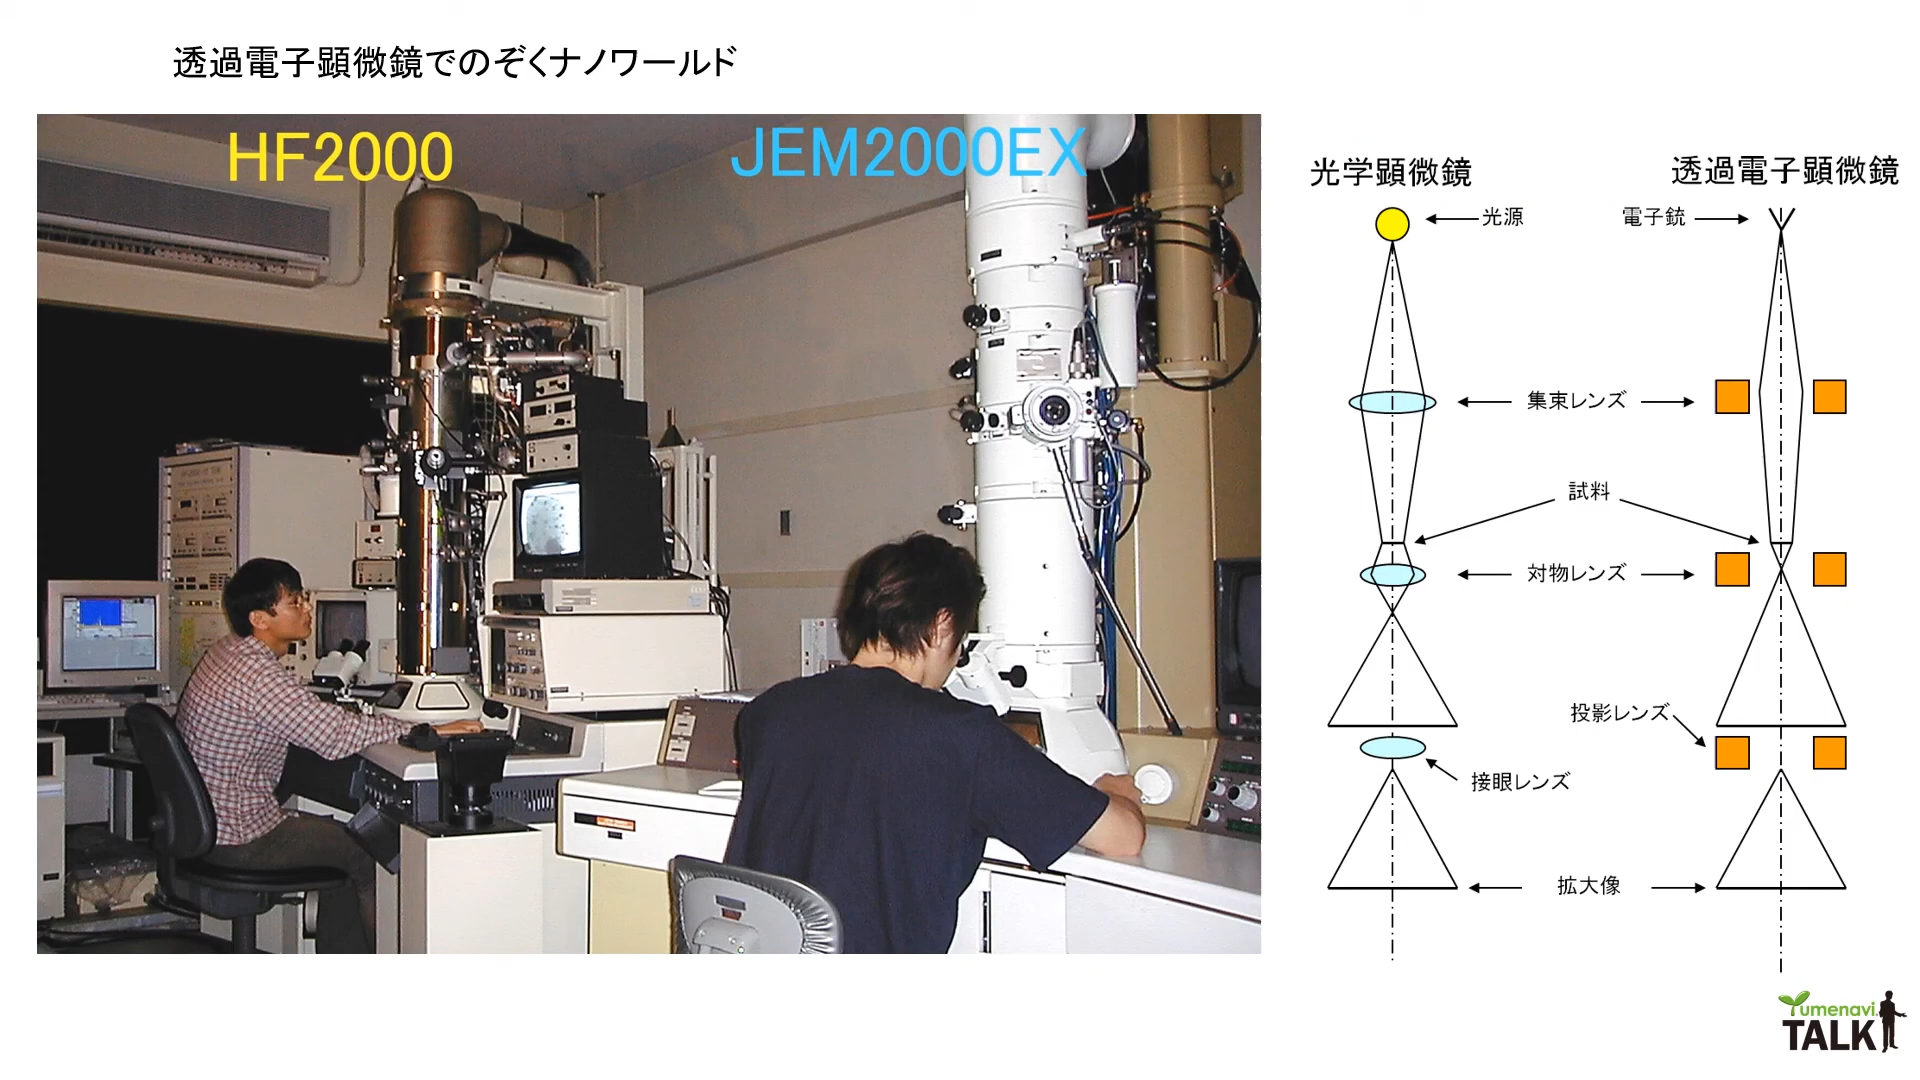 透過電子顕微鏡でのぞくナノワールド
HF2000
JEM2000EX
光学顕微鏡
透過電子顕微鏡
光源
電子銃
集束レンズ
試料
対物レンズ
投影レンズ
接眼レンズ
拡大像
Yumenavi.
TALK